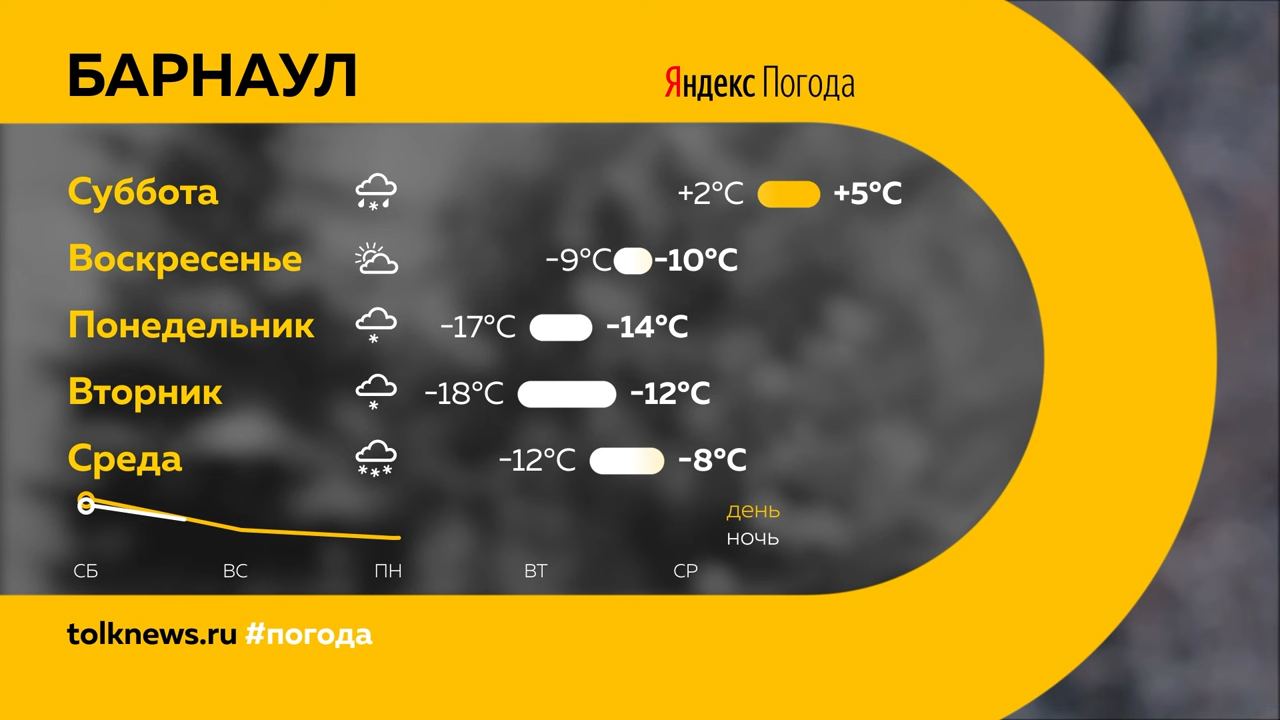 БАРНАУЛ
Яндекс Погода
Суббота +2°C +5°C
Воскресенье -9°C -10°C
Понедельник -17°C -14°C
Вторник -18°C -12°C
Среда -12°C -8°C
день
ночь
СБ ВС ПН ВТ СР
tolknews.ru #погода